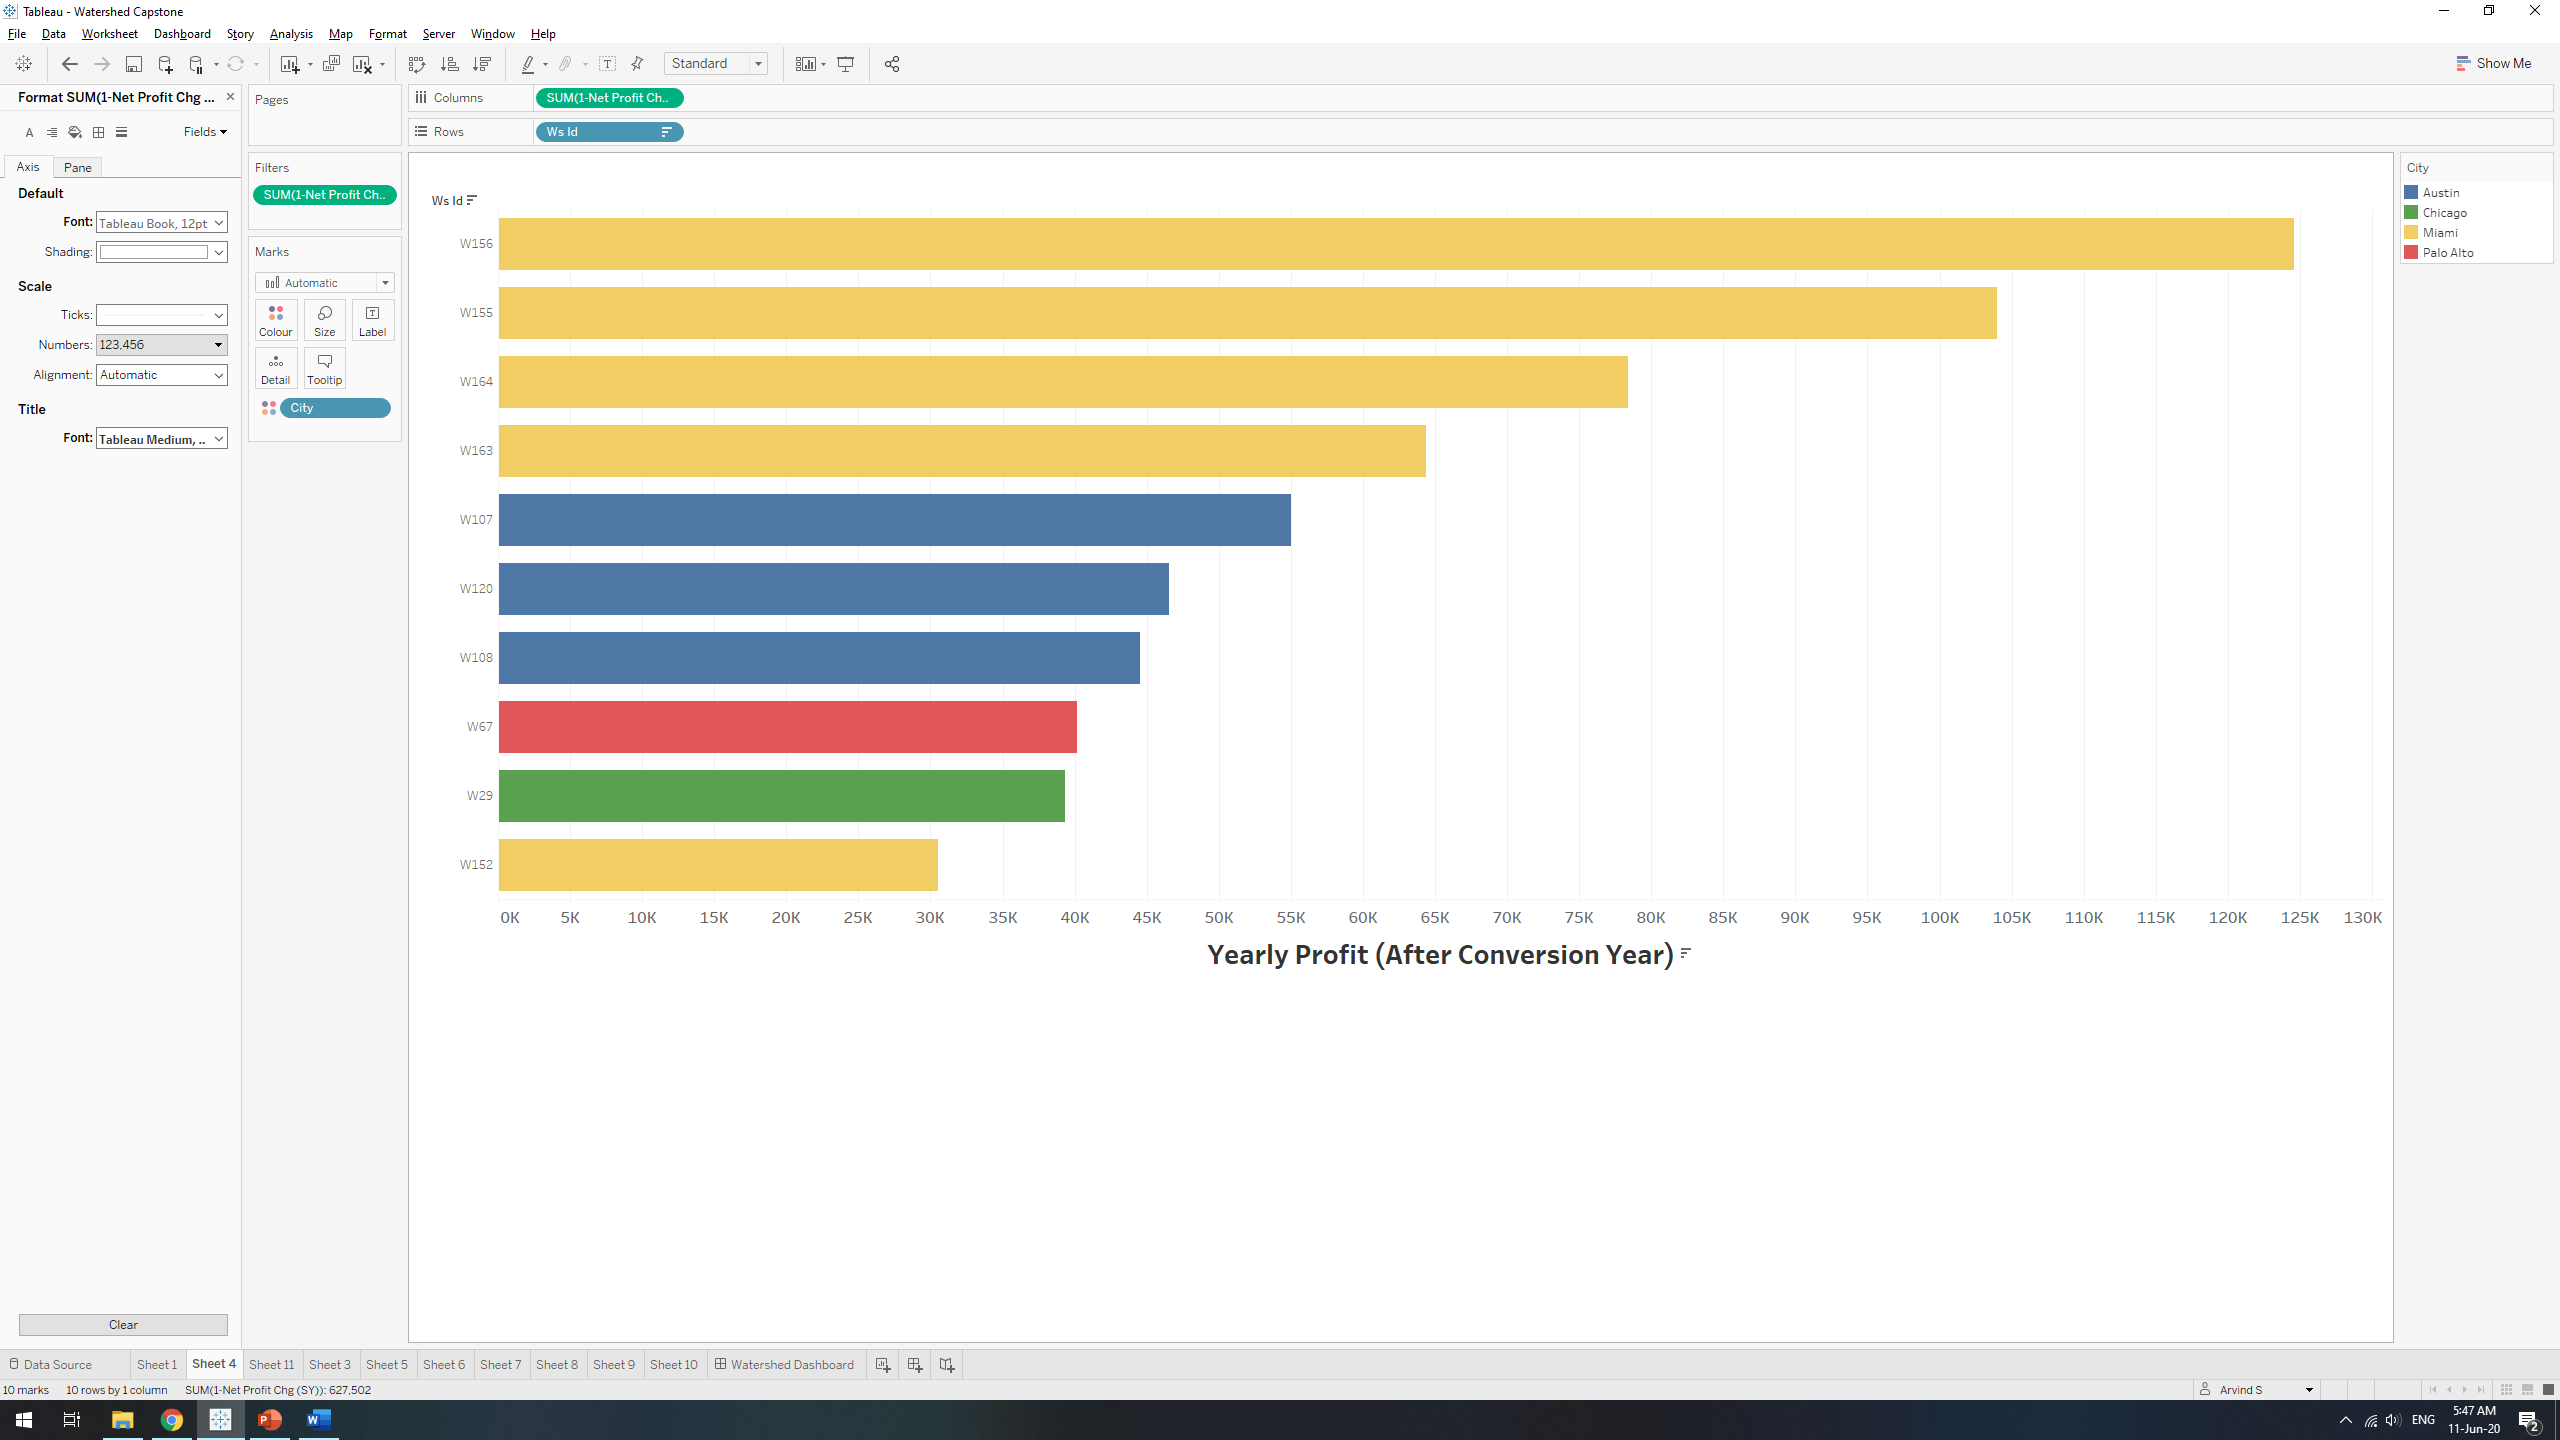 Tableau - Watershed Capstone
File Data Worksheet Dashboard Story Analysis Map Format Server Window Help
Standard
Show Me
Format SUM(1-Net Profit Chg ...
Fields
Axis Pane
Default
Font: Tableau Book, 12pt
Shading:
Scale
Ticks:
Numbers: 123,456
Alignment: Automatic
Title
Font: Tableau Medium, ..
Clear
Pages
Filters
SUM(1-Net Profit Ch..
Marks
Automatic
Colour Size Label
Detail Tooltip
City
Columns SUM(1-Net Profit Ch..
Rows Ws Id
Ws Id
W156
W155
W164
W163
W107
W120
W108
W67
W29
W152
0K 5K 10K 15K 20K 25K 30K 35K 40K 45K 50K 55K 60K 65K 70K 75K 80K 85K 90K 95K 100K 105K 110K 115K 120K 125K 130K
Yearly Profit (After Conversion Year)
City
Austin
Chicago
Miami
Palo Alto
Data Source Sheet 1 Sheet 4 Sheet 11 Sheet 3 Sheet 5 Sheet 6 Sheet 7 Sheet 8 Sheet 9 Sheet 10 Watershed Dashboard
10 marks 10 rows by 1 column SUM(1-Net Profit Chg (SY)): 627,502
Arvind S
ENG
5:47 AM
11-Jun-20
2